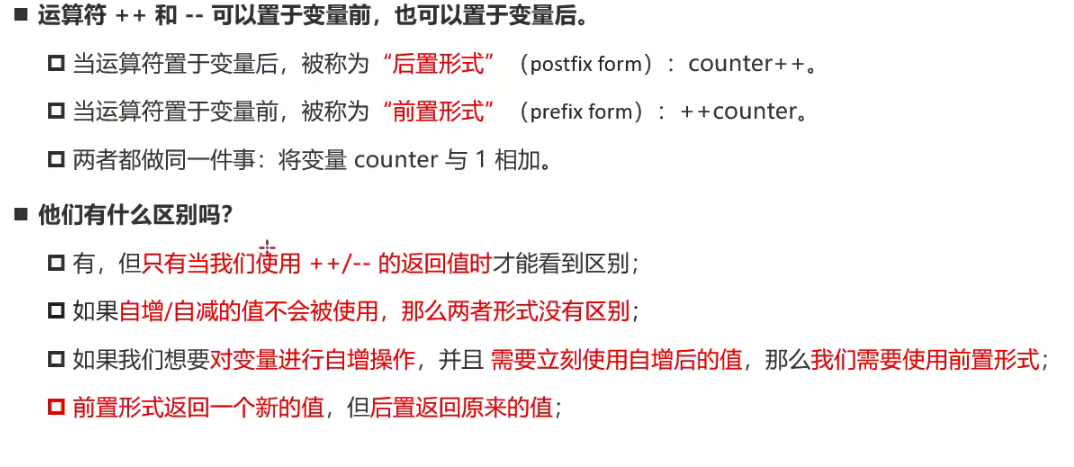 运算符 ++ 和 -- 可以置于变量前，也可以置于变量后。
当运算符置于变量后，被称为“后置形式”（postfix form）：counter++。
当运算符置于变量前，被称为“前置形式”（prefix form）：++counter。
两者都做同一件事：将变量 counter 与 1 相加。
他们有什么区别吗？
有，但只有当我们使用 ++/-- 的返回值时才能看到区别；
如果自增/自减的值不会被使用，那么两者形式没有区别；
如果我们想要对变量进行自增操作，并且 需要立刻使用自增后的值，那么我们需要使用前置形式；
前置形式返回一个新的值，但后置返回原来的值；